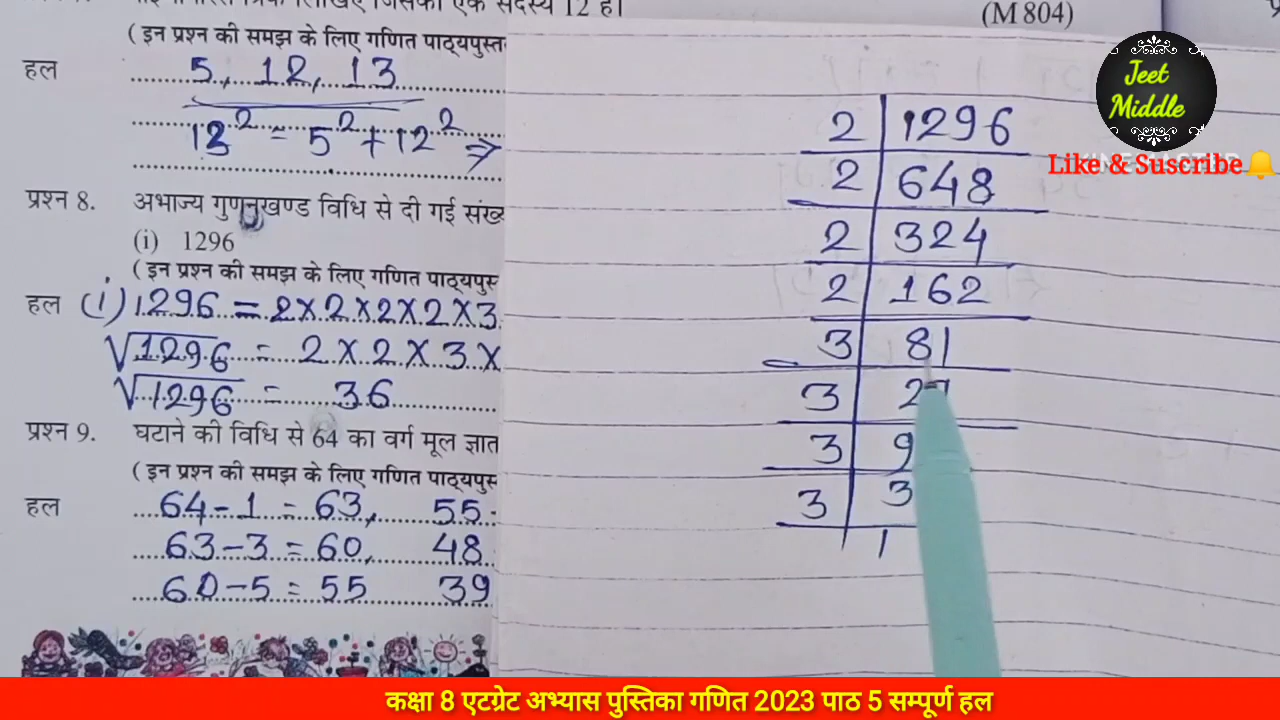 लिखिए जिसका एक सदस्य 12 हो।
(M 804)
( इन प्रश्न की समझ के लिए गणित पाठ्यपुस्त
हल 5, 12, 13
13² = 5² + 12² ⇒
प्रश्न 8. अभाज्य गुणनखण्ड विधि से दी गई संख्
(i) 1296
( इन प्रश्न की समझ के लिए गणित पाठ्यपुस
हल (i) 1296 = 2×2×2×2×3
√1296 = 2×2×3×
√1296 = 36
प्रश्न 9. घटाने की विधि से 64 का वर्ग मूल ज्ञात
( इन प्रश्न की समझ के लिए गणित पाठ्यपुस
हल 64-1 = 63, 55-
63-3 = 60, 48
60-5 = 55 39
2 1296
2 648
2 324
2 162
3 81
3 27
3 9
3 3
1
Jeet
Middle
Like & Suscribe
कक्षा 8 एटग्रेट अभ्यास पुस्तिका गणित 2023 पाठ 5 सम्पूर्ण हल